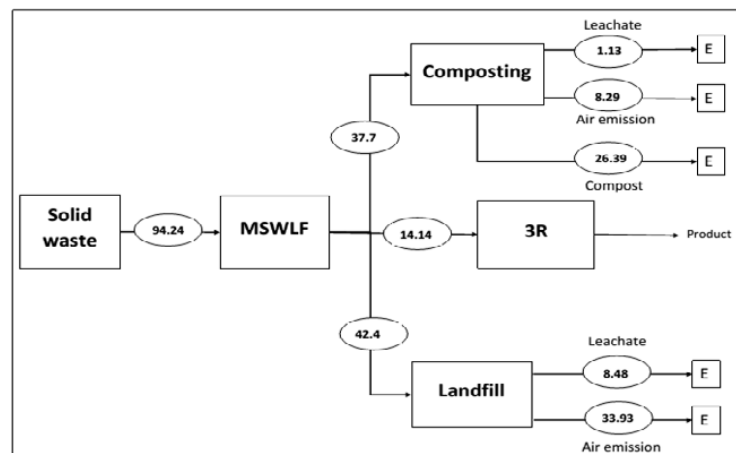 Leachate
1.13
E
Composting
8.29
E
Air emission
37.7
26.39
E
Compost
Solid
waste
94.24
MSWLF
14.14
3R
Product
42.4
Leachate
8.48
E
Landfill
33.93
E
Air emission